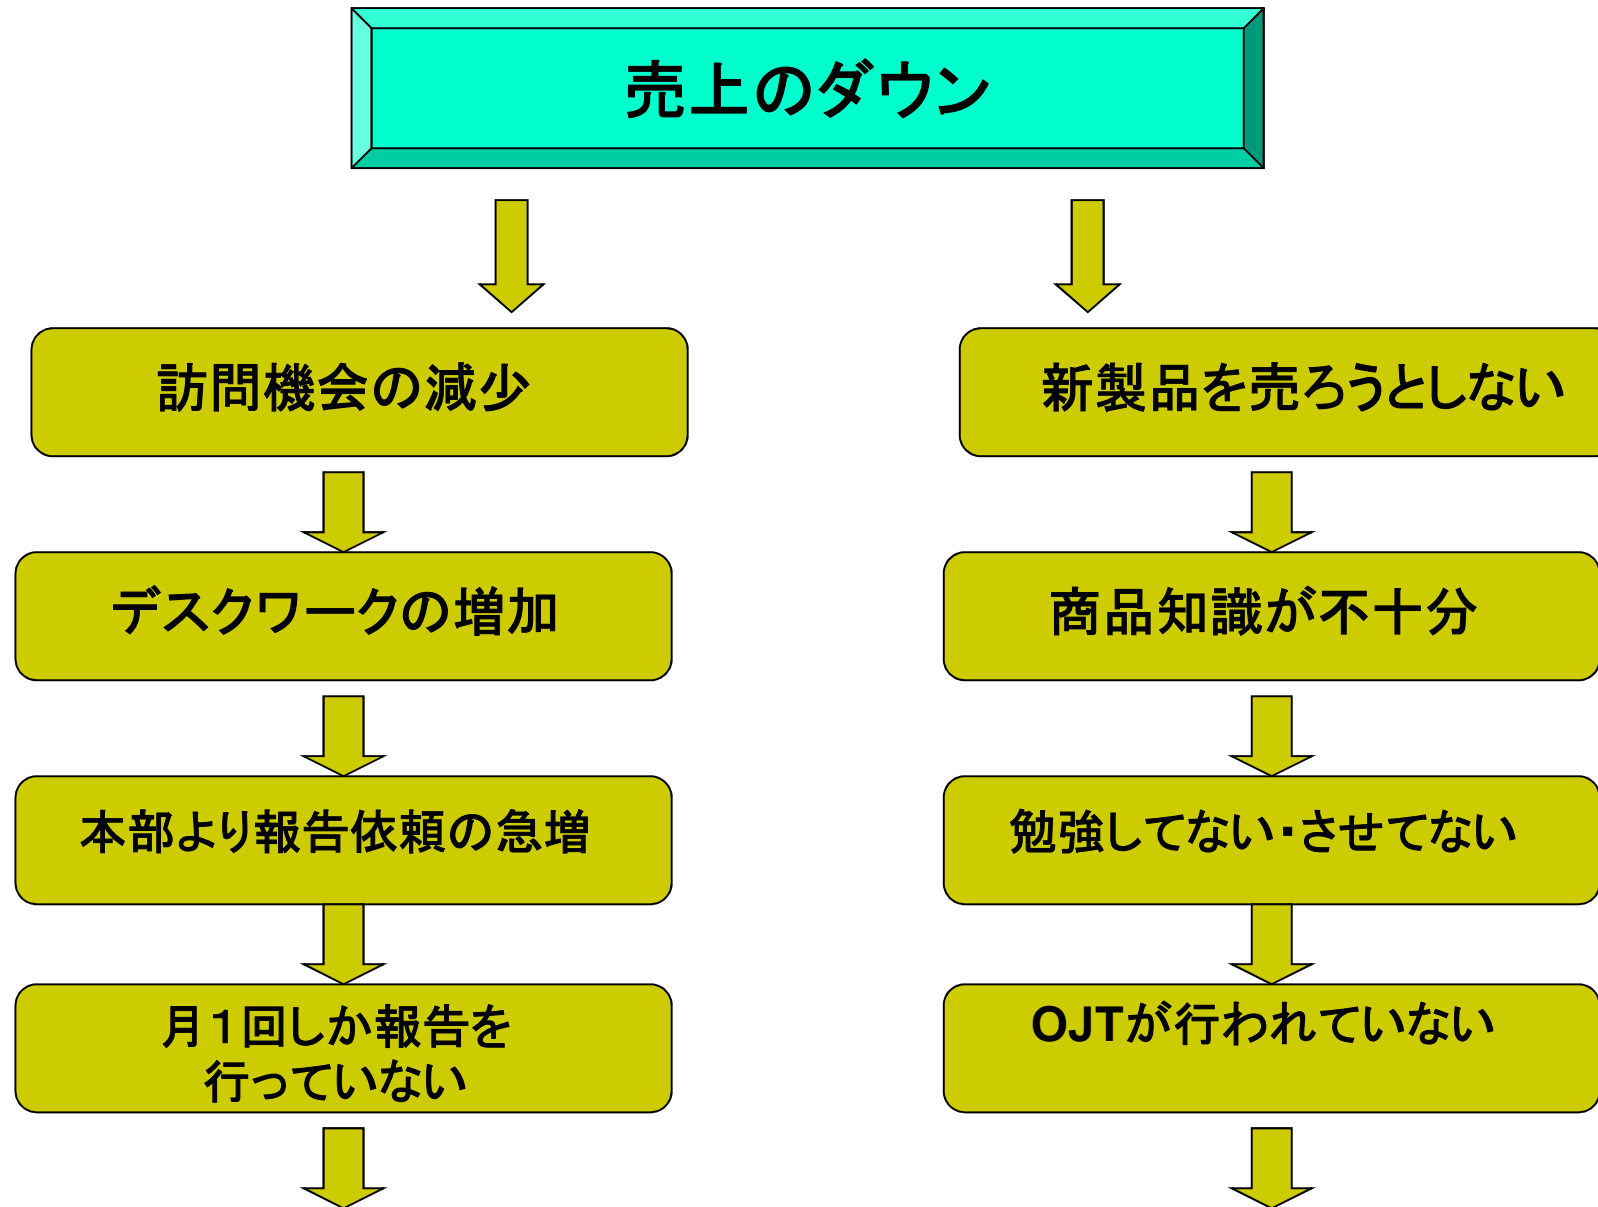 売上のダウン
訪問機会の減少
新製品を売ろうとしない
デスクワークの増加
商品知識が不十分
本部より報告依頼の急増
勉強してない・させてない
月１回しか報告を
行っていない
OJTが行われていない